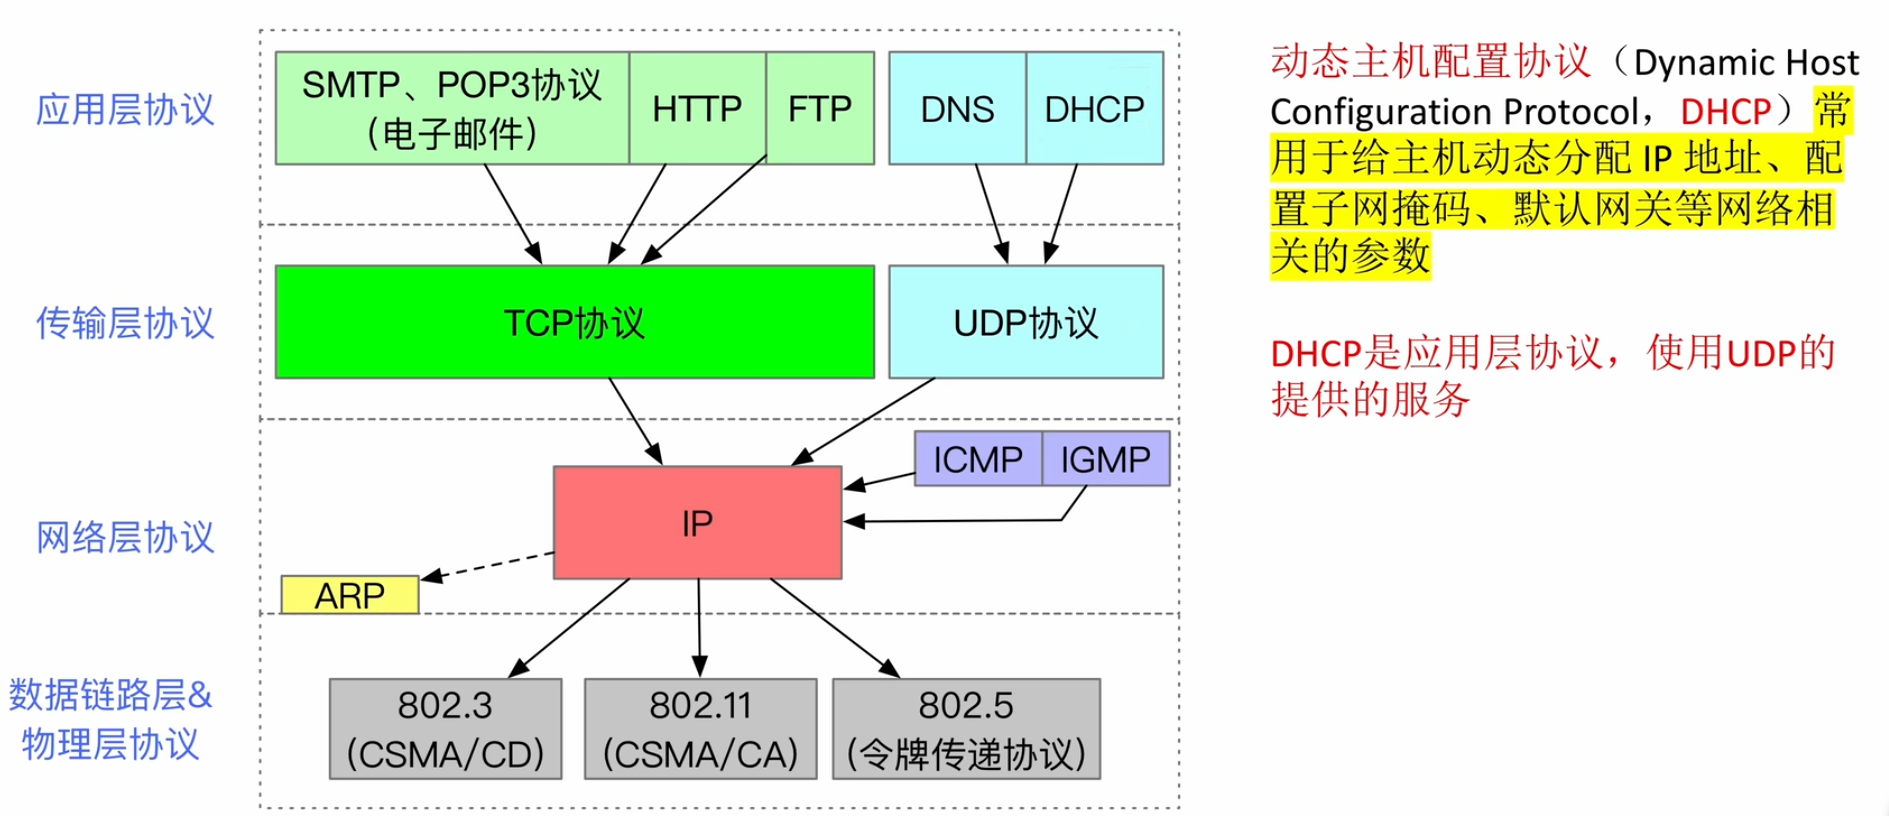 应用层协议
SMTP、POP3协议
（电子邮件）
HTTP
FTP
DNS
DHCP
传输层协议
TCP协议
UDP协议
网络层协议
ICMP
IGMP
IP
ARP
数据链路层&
物理层协议
802.3
(CSMA/CD)
802.11
(CSMA/CA)
802.5
(令牌传递协议)
动态主机配置协议（Dynamic Host
Configuration Protocol，DHCP）常
用于给主机动态分配 IP 地址、配
置子网掩码、默认网关等网络相
关的参数
DHCP是应用层协议，使用UDP的
提供的服务